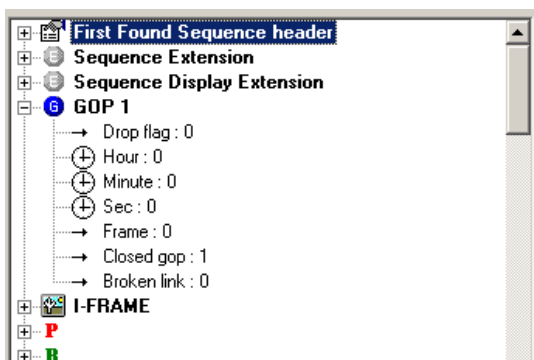 First Found Sequence header
E Sequence Extension
E Sequence Display Extension
G GOP 1
Drop flag : 0
Hour : 0
Minute : 0
Sec : 0
Frame : 0
Closed gop : 1
Broken link : 0
I-FRAME
P
B